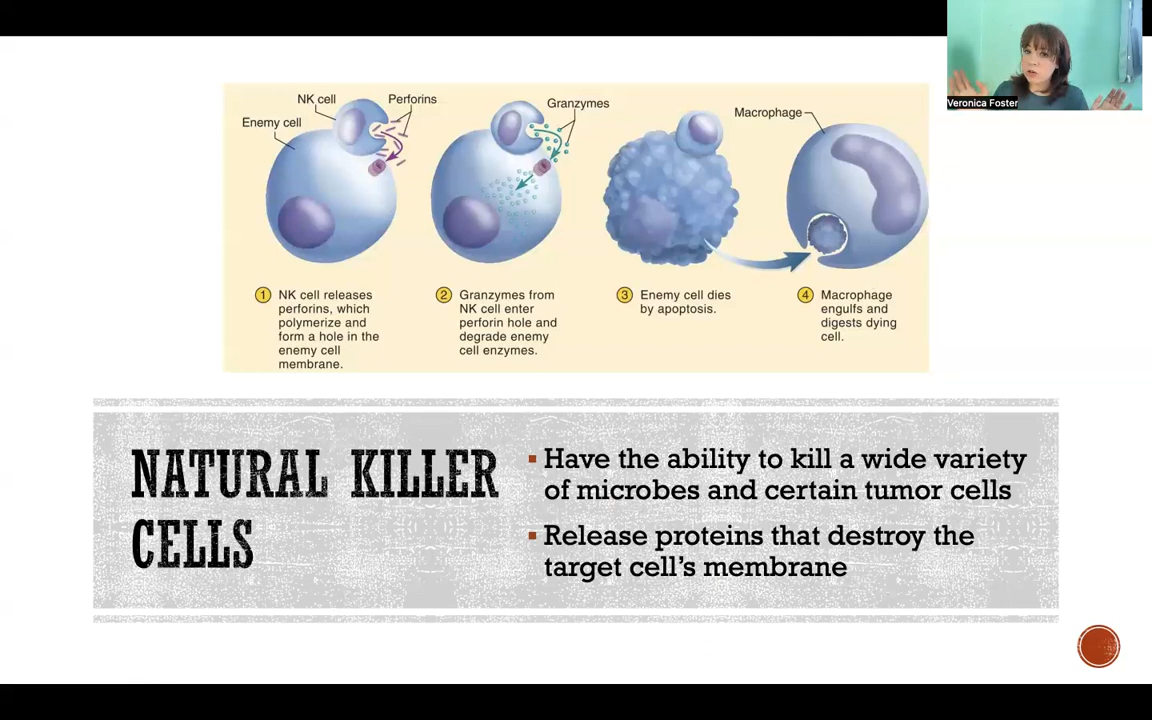 Veronica Foster
NK cell
Perforins
Enemy cell
Granzymes
Macrophage
1 NK cell releases
perforins, which
polymerize and
form a hole in the
enemy cell
membrane.
2 Granzymes from
NK cell enter
perforin hole and
degrade enemy
cell enzymes.
3 Enemy cell dies
by apoptosis.
4 Macrophage
engulfs and
digests dying
cell.
NATURAL KILLER
CELLS
▪ Have the ability to kill a wide variety
of microbes and certain tumor cells
▪ Release proteins that destroy the
target cell's membrane